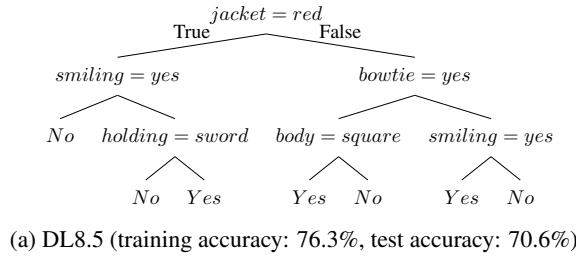 jacket = red
True False
smiling = yes bowtie = yes
No holding = sword body = square smiling = yes
No Yes Yes No Yes No
(a) DL8.5 (training accuracy: 76.3%, test accuracy: 70.6%)